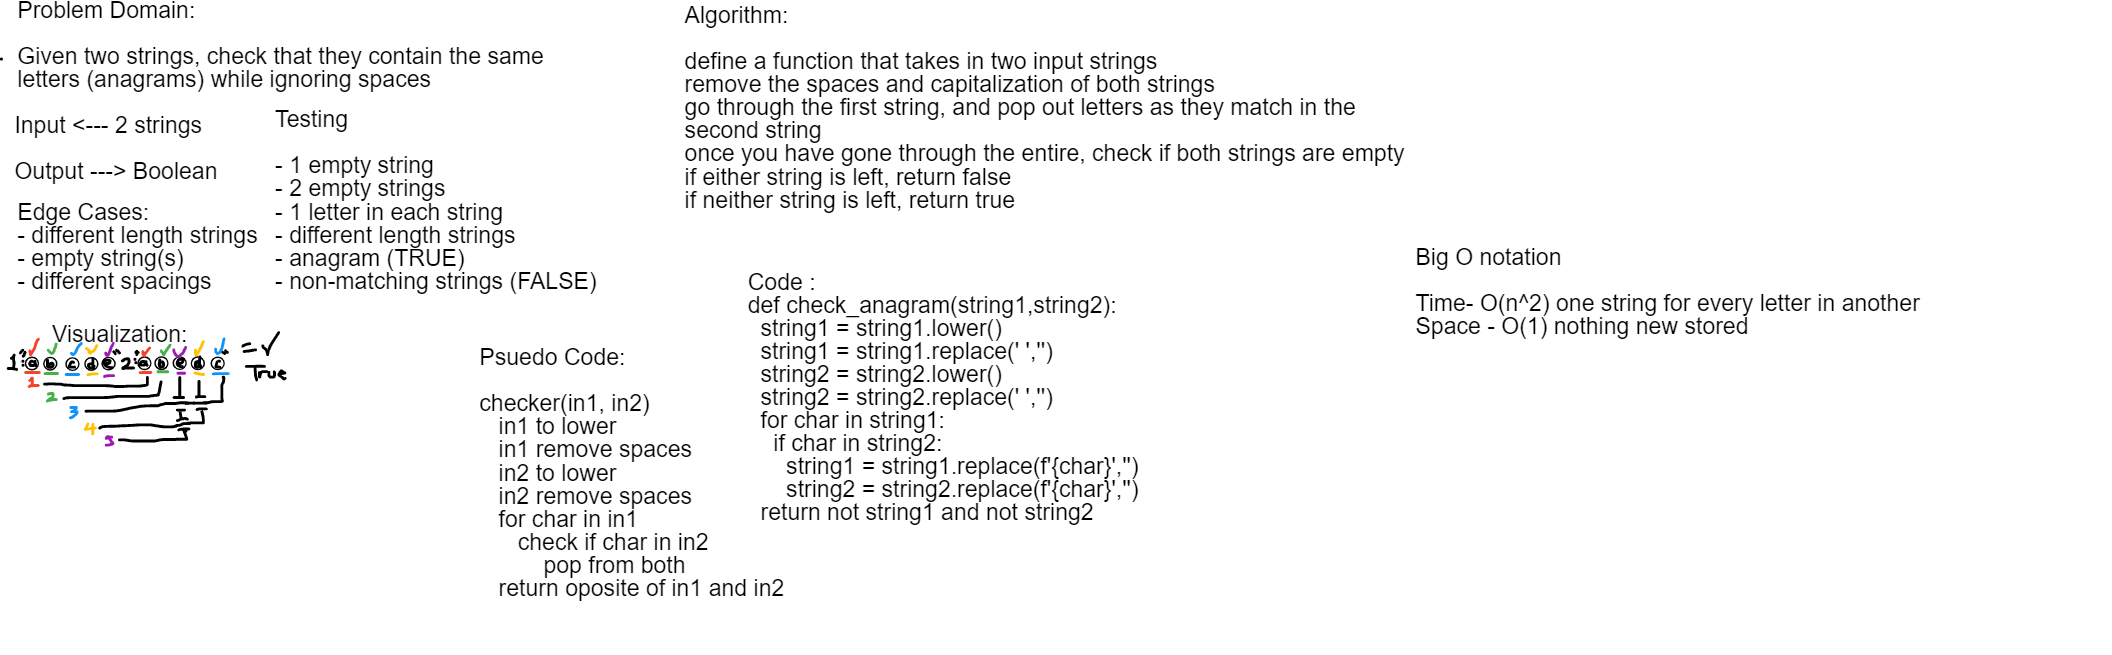 Problem Domain:
Given two strings, check that they contain the same
letters (anagrams) while ignoring spaces
Input <--- 2 strings
Output ---> Boolean
Edge Cases:
- different length strings
- empty string(s)
- different spacings
Testing
- 1 empty string
- 2 empty strings
- 1 letter in each string
- different length strings
- anagram (TRUE)
- non-matching strings (FALSE)
Visualization:
1:"a b c d e" 2:"a b e d c" = ✓
True
1
2
3
4
5
Psuedo Code:
checker(in1, in2)
in1 to lower
in1 remove spaces
in2 to lower
in2 remove spaces
for char in in1
check if char in in2
pop from both
return oposite of in1 and in2
Algorithm:
define a function that takes in two input strings
remove the spaces and capitalization of both strings
go through the first string, and pop out letters as they match in the
second string
once you have gone through the entire, check if both strings are empty
if either string is left, return false
if neither string is left, return true
Code :
def check_anagram(string1,string2):
string1 = string1.lower()
string1 = string1.replace(' ','')
string2 = string2.lower()
string2 = string2.replace(' ','')
for char in string1:
if char in string2:
string1 = string1.replace(f'{char}','')
string2 = string2.replace(f'{char}','')
return not string1 and not string2
Big O notation
Time- O(n^2) one string for every letter in another
Space - O(1) nothing new stored